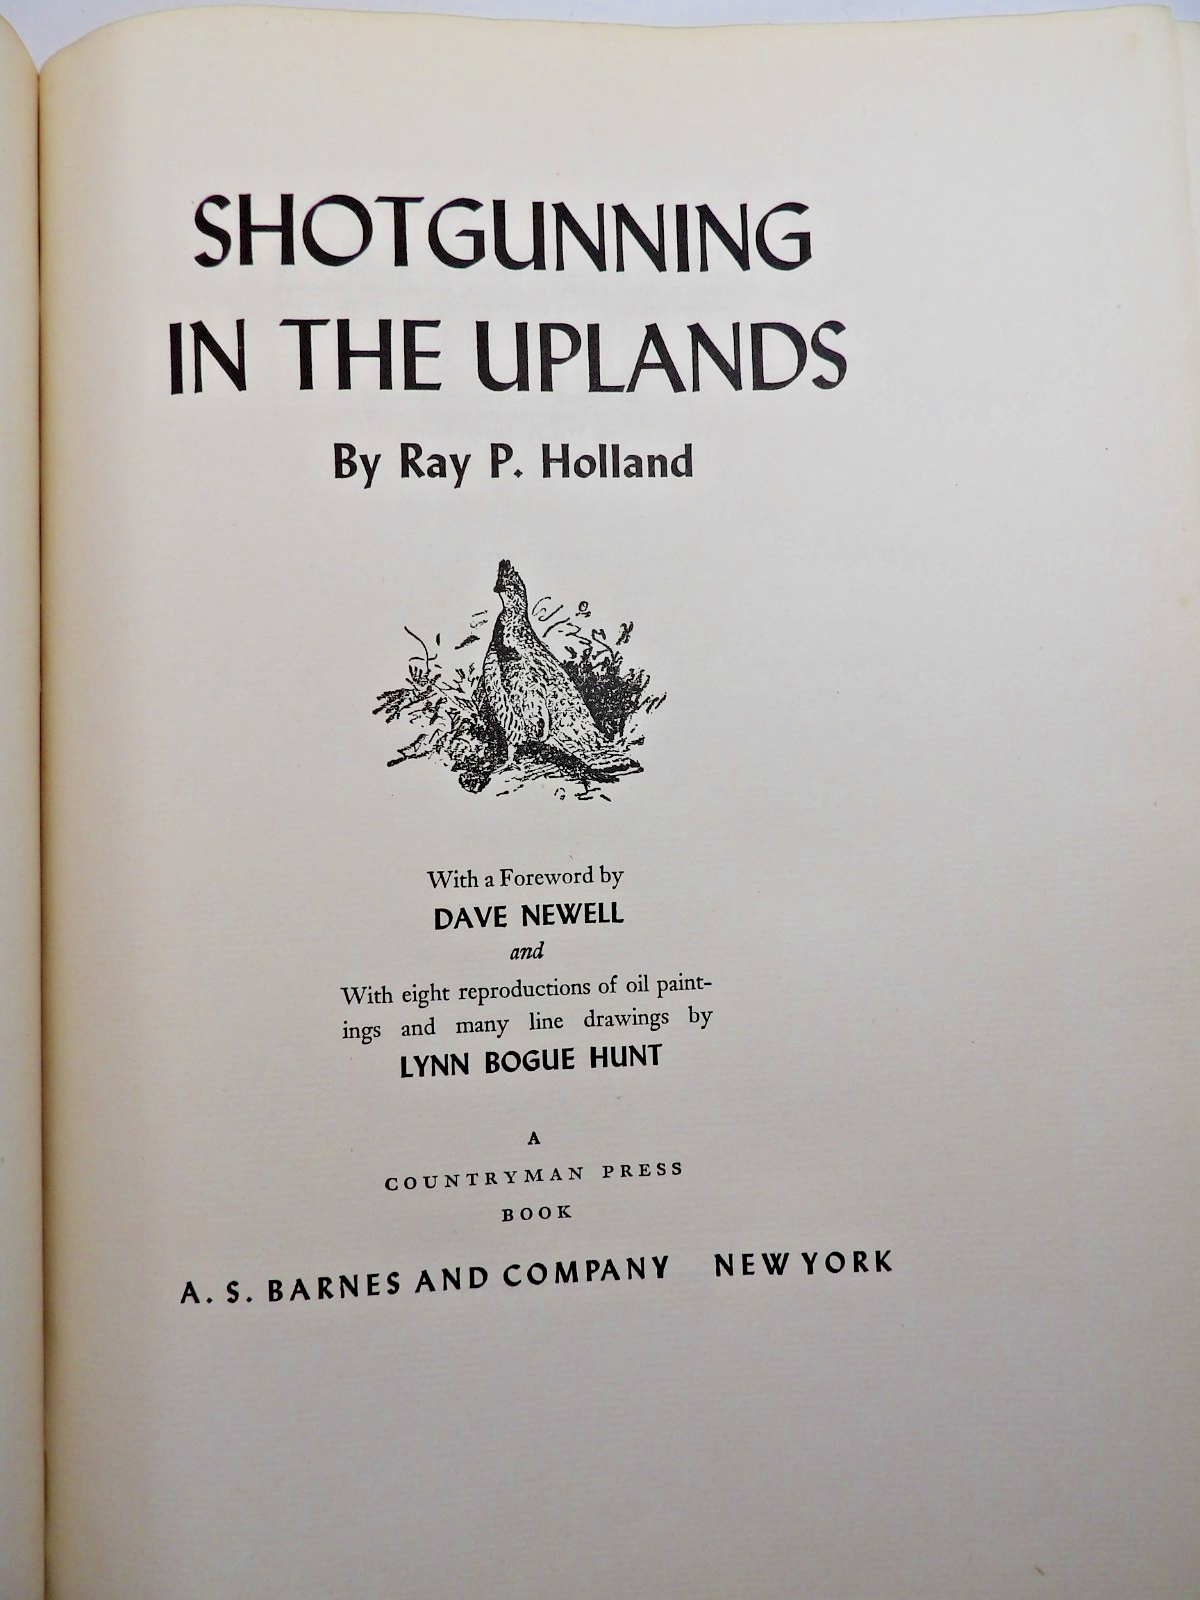 SHOTGUNNING
IN THE UPLANDS
By Ray P. Holland
With a Foreword by
DAVE NEWELL
and
With eight reproductions of oil paint-
ings and many line drawings by
LYNN BOGUE HUNT
A
COUNTRYMAN PRESS
BOOK
A. S. BARNES AND COMPANY NEW YORK